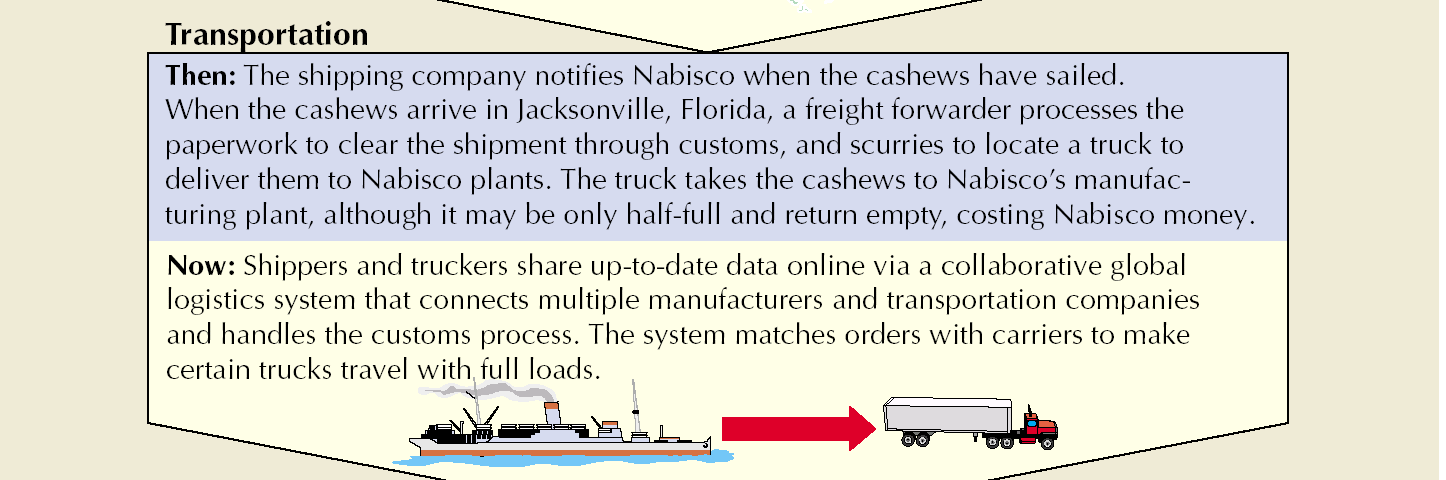 Transportation
Then: The shipping company notifies Nabisco when the cashews have sailed.
When the cashews arrive in Jacksonville, Florida, a freight forwarder processes the
paperwork to clear the shipment through customs, and scurries to locate a truck to
deliver them to Nabisco plants. The truck takes the cashews to Nabisco’s manufac-
turing plant, although it may be only half-full and return empty, costing Nabisco money.
Now: Shippers and truckers share up-to-date data online via a collaborative global
logistics system that connects multiple manufacturers and transportation companies
and handles the customs process. The system matches orders with carriers to make
certain trucks travel with full loads.